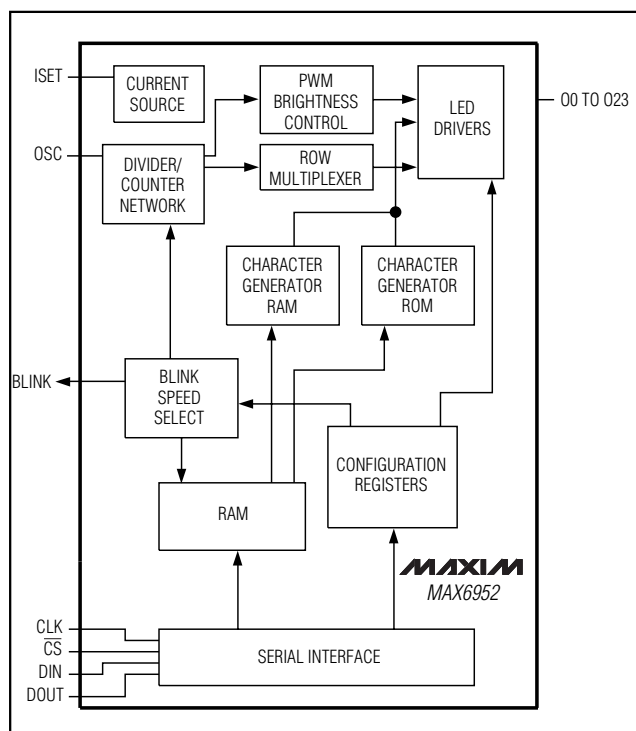 ISET
CURRENT
SOURCE
PWM
BRIGHTNESS
CONTROL
LED
DRIVERS
O0 TO O23
OSC
DIVIDER/
COUNTER
NETWORK
ROW
MULTIPLEXER
CHARACTER
GENERATOR
RAM
CHARACTER
GENERATOR
ROM
BLINK
BLINK
SPEED
SELECT
CONFIGURATION
REGISTERS
RAM
MAXIM
MAX6952
CLK
C̅S̅
DIN
DOUT
SERIAL INTERFACE